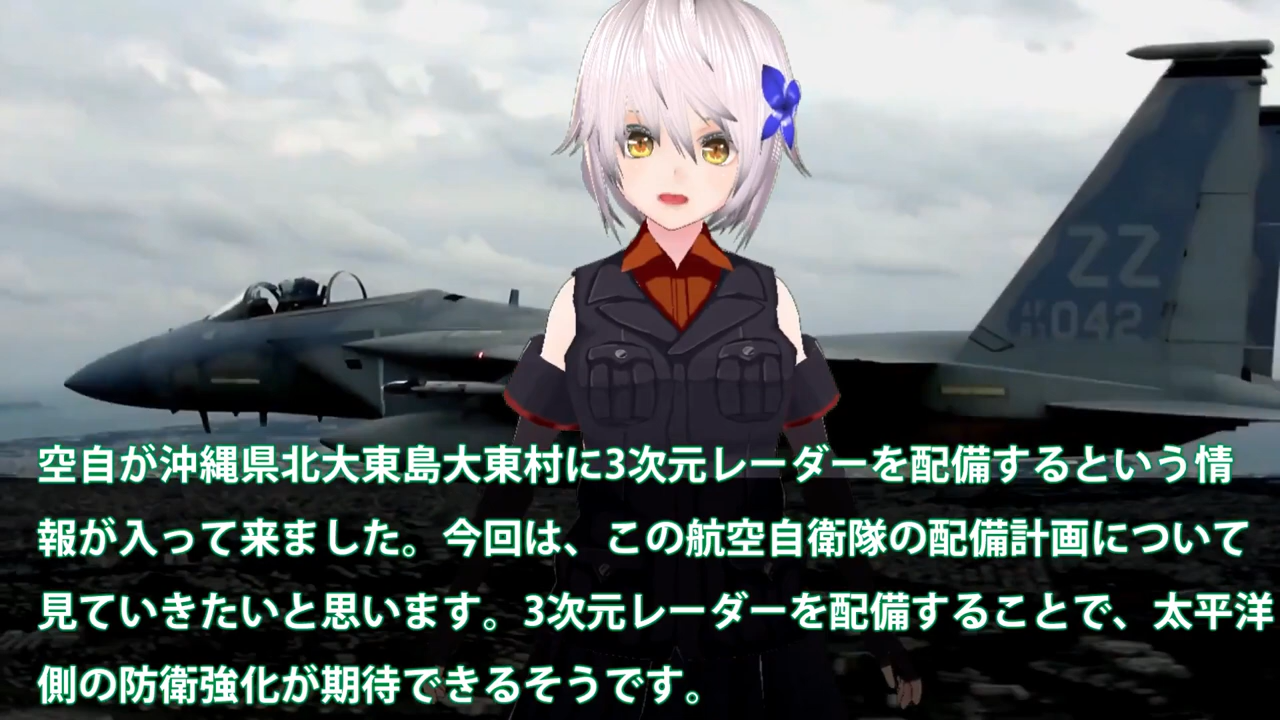 ZZ
042
空自が沖縄県北大東島大東村に3次元レーダーを配備するという情
報が入って来ました。今回は、この航空自衛隊の配備計画について
見ていきたいと思います。3次元レーダーを配備することで、太平洋
側の防衛強化が期待できるそうです。